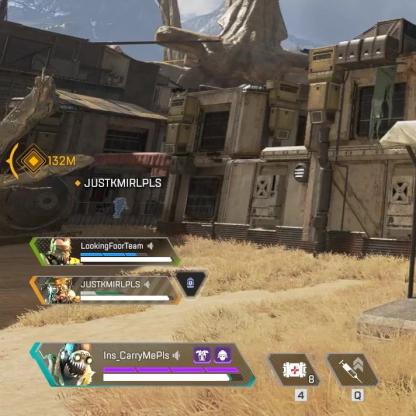 132M
JUSTKMIRLPLS
LookingFoorTeam
JUSTKMIRLPLS
Ins_CarryMePls
8
4
Q